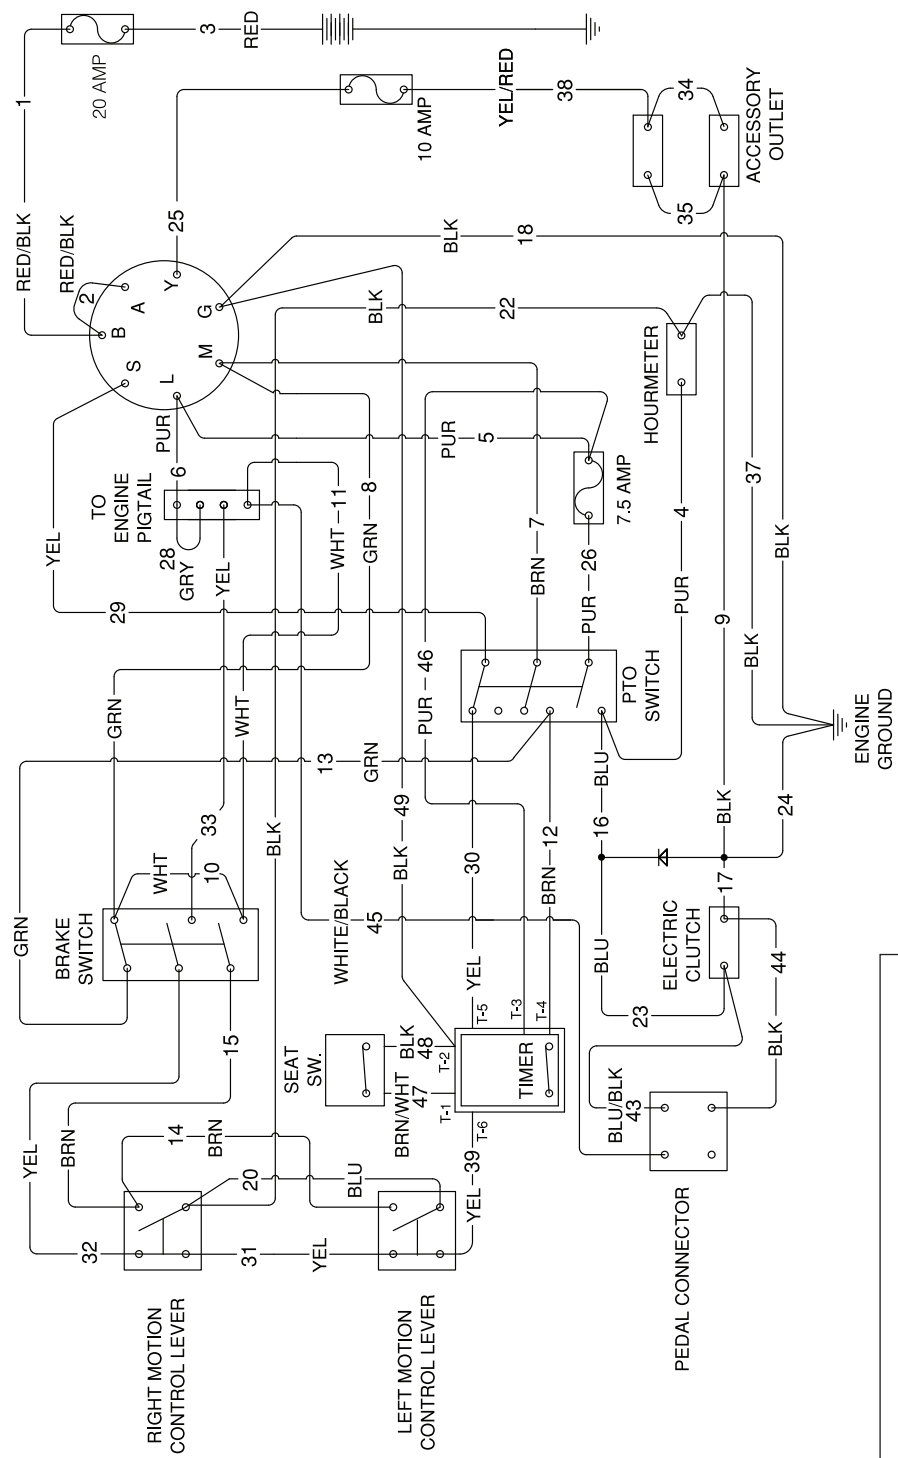 3
RED
20 AMP
1
RED/BLK
RED/BLK
2
10 AMP
YEL/RED
38
34
35
ACCESSORY
OUTLET
25
A
B
S
L
M
G
Y
BLK
18
BLK
22
HOURMETER
PUR
6
TO
ENGINE
PIGTAIL
28
GRY
YEL
YEL
29
WHT
11
GRN
8
PUR
5
7.5 AMP
BRN
7
PUR
26
PUR
4
9
37
BLK
BLK
GRN
WHT
33
WHT
10
13
GRN
GRN
BLK
PUR
46
49
BLK
PTO
SWITCH
BLU
16
BLK
24
ENGINE
GROUND
BRAKE
SWITCH
WHITE/BLACK
45
30
YEL
BRN
12
BLU
23
17
ELECTRIC
CLUTCH
44
BLK
15
SEAT
SW.
BLK
48
BRN/WHT
47
T-2
T-1
T-5
T-3
T-4
T-6
TIMER
BLU/BLK
43
YEL
BRN
14
BRN
20
BLU
32
31
YEL
YEL
39
RIGHT MOTION
CONTROL LEVER
LEFT MOTION
CONTROL LEVER
PEDAL CONNECTOR